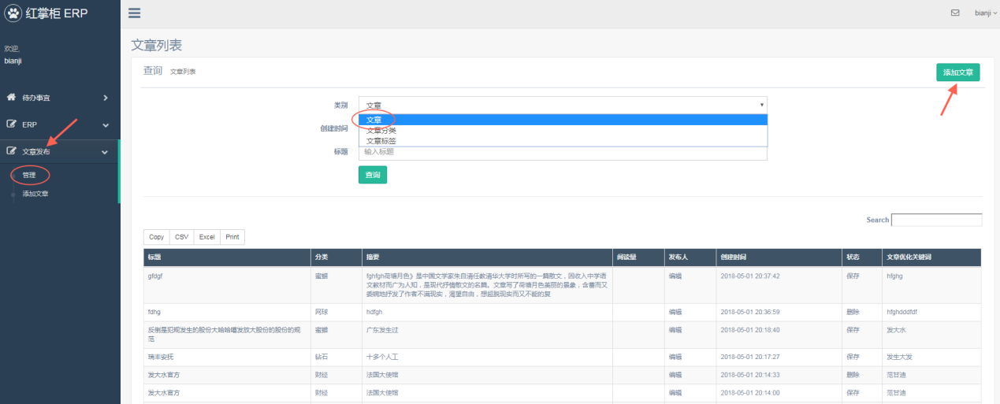 红掌柜 ERP
bianji
欢迎,
bianji
待办事宜
ERP
文章发布
管理
添加文章
文章列表
查询 文章列表
添加文章
类别 文章
文章
创建时间
文章分类
文章标签
标题 输入标题
查询
Search
Copy CSV Excel Print
标题 分类 摘要 阅读量 发布人 创建时间 状态 文章优化关键词
gfdgf 蜜蜡 fghfgh荷塘月色》是中国文学家朱自清任教清华大学时所写的一篇散文，因收入中学语
文教材而广为人知，是现代抒情散文的名篇。文章写了荷塘月色美丽的景象，含蓄而又
委婉地抒发了作者不满现实，渴望自由，想超脱现实而又不能的复
编辑 2018-05-01 20:37:42 保存 hfghg
fdhg 网球 hdfgh 编辑 2018-05-01 20:36:59 删除 hfghdddfdf
反倒是犯规发生的股份大哈哈噶发放大股份的股份的规
范
蜜蜡 广东发生过 编辑 2018-05-01 20:18:40 保存 发大水
瑞丰安抚 钻石 十多个人工 编辑 2018-05-01 20:17:27 保存 发生大发
发大水官方 财经 法国大使馆 编辑 2018-05-01 20:14:33 删除 范甘迪
发大水官方 财经 法国大使馆 编辑 2018-05-01 20:14:00 保存 范甘迪